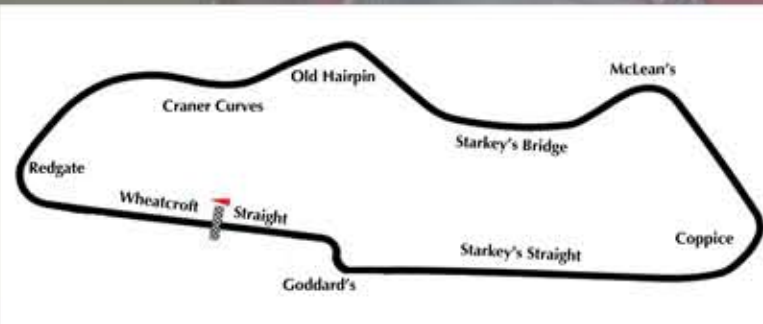 Old Hairpin
McLean's
Craner Curves
Starkey's Bridge
Redgate
Wheatcroft Straight
Coppice
Starkey's Straight
Goddard's